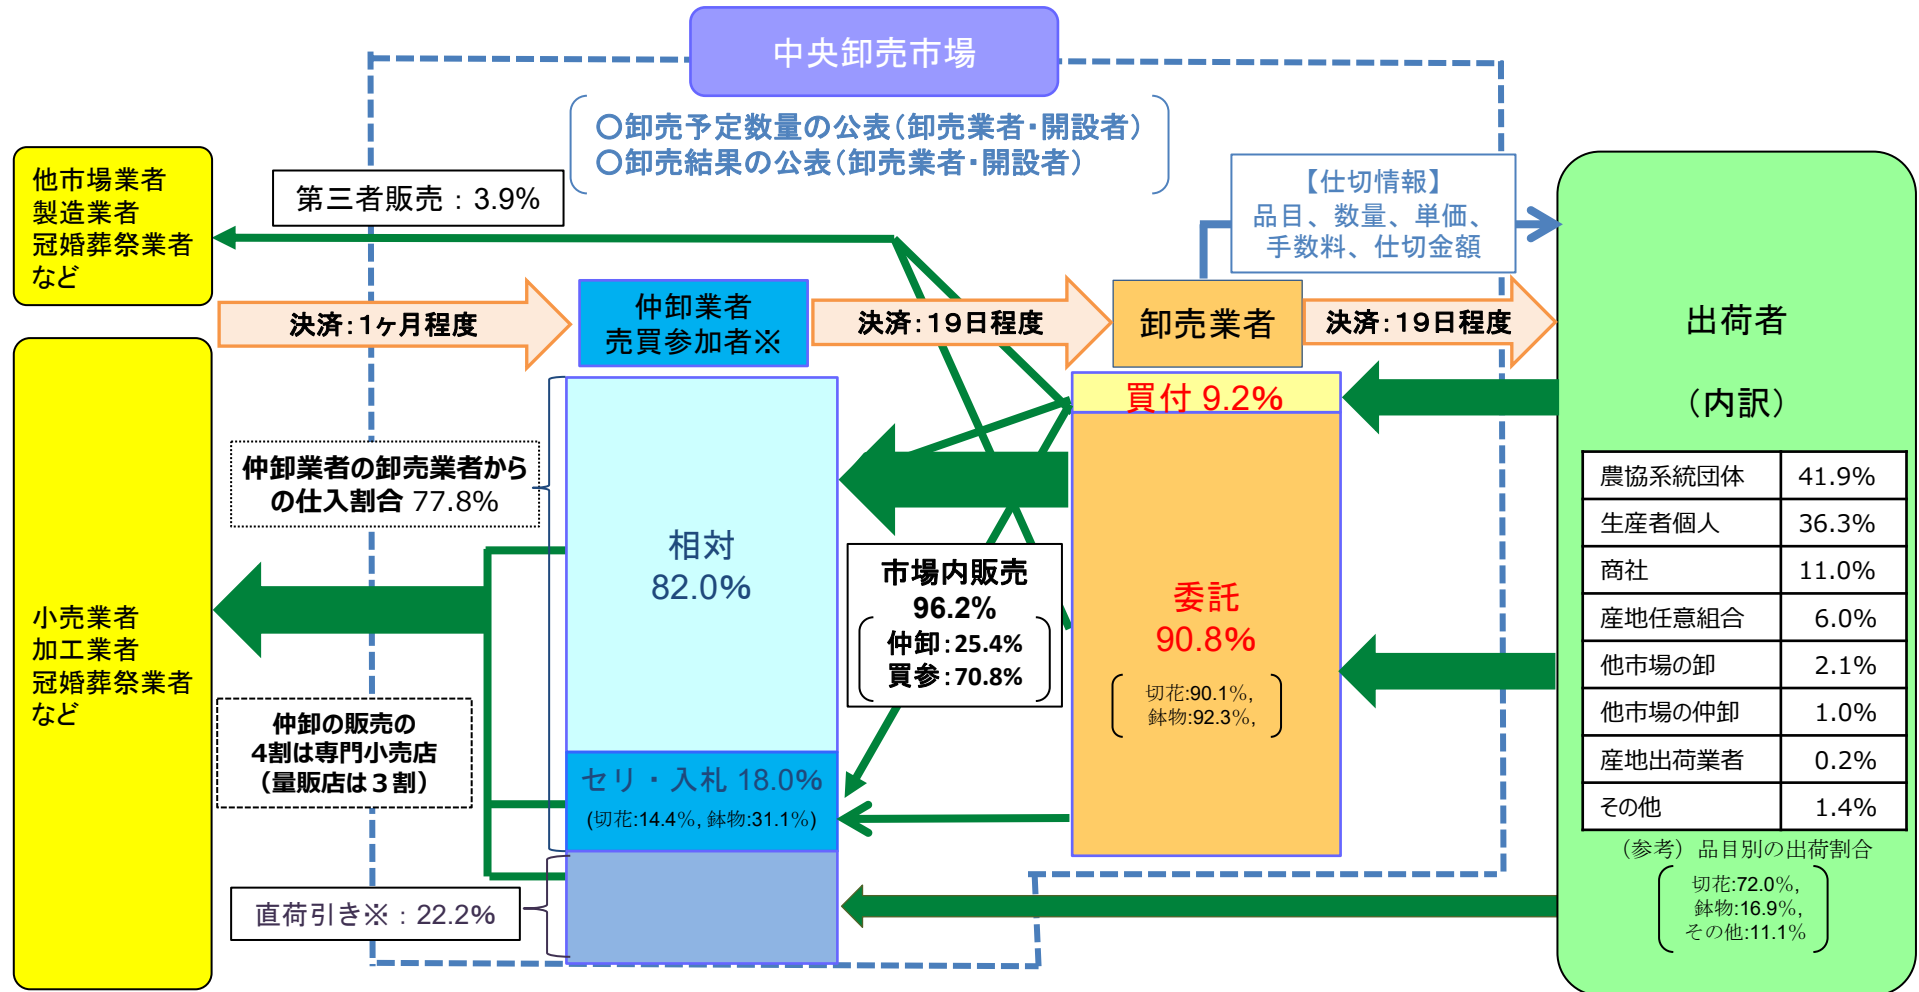 中央卸売市場
○卸売予定数量の公表(卸売業者・開設者)
○卸売結果の公表(卸売業者・開設者)
他市場業者
製造業者
冠婚葬祭業者
など
第三者販売：3.9%
【仕切情報】
品目、数量、単価、
手数料、仕切金額
決済：1ヶ月程度
仲卸業者
売買参加者※
決済：19日程度
卸売業者
決済：19日程度
出荷者
（内訳）
買付 9.2%
仲卸業者の卸売業者から
の仕入割合 77.8%
相対
82.0%
市場内販売
96.2%
仲卸：25.4%
買参：70.8%
委託
90.8%
切花:90.1%,
鉢物:92.3%,
農協系統団体 41.9%
生産者個人 36.3%
商社 11.0%
産地任意組合 6.0%
他市場の卸 2.1%
他市場の仲卸 1.0%
産地出荷業者 0.2%
その他 1.4%
（参考）品目別の出荷割合
切花:72.0%,
鉢物:16.9%,
その他:11.1%
小売業者
加工業者
冠婚葬祭業者
など
仲卸の販売の
4割は専門小売店
（量販店は３割）
セリ・入札 18.0%
(切花:14.4%, 鉢物:31.1%)
直荷引き※：22.2%